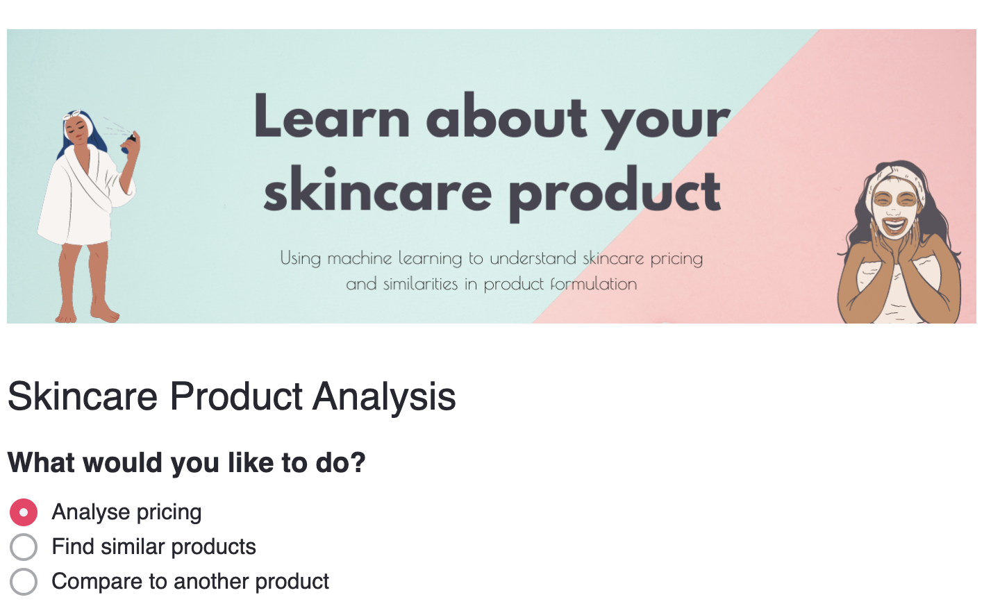 Learn about your
skincare product
Using machine learning to understand skincare pricing
and similarities in product formulation
Skincare Product Analysis
What would you like to do?
Analyse pricing
Find similar products
Compare to another product